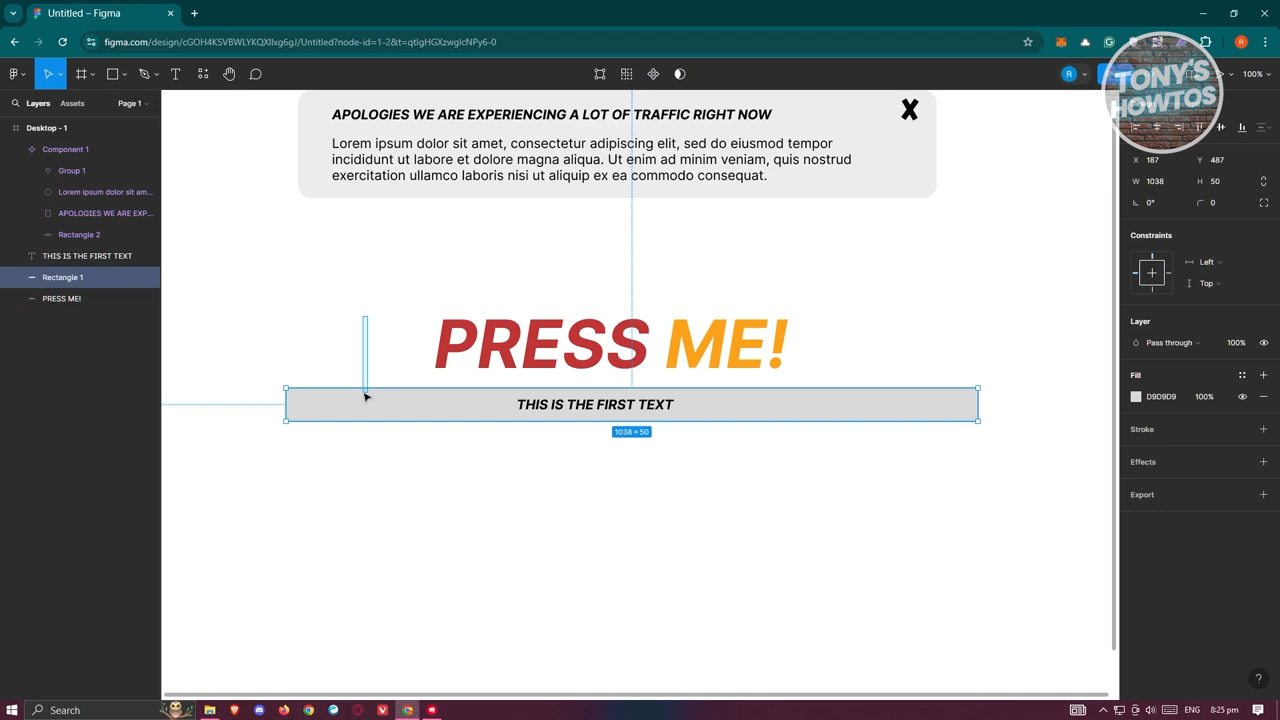 Untitled – Figma
figma.com/design/cGOH4KSVBWLYKQXIlxg6gJ/Untitled?node-id=1-2&t=qtlgHGXzwglcNPy6-0
R
R
100%
TONY'S
HOWTOS
Layers
Assets
Page 1
Desktop - 1
Component 1
Group 1
Lorem ipsum dolor sit am...
APOLOGIES WE ARE EXP...
Rectangle 2
THIS IS THE FIRST TEXT
Rectangle 1
PRESS ME!
APOLOGIES WE ARE EXPERIENCING A LOT OF TRAFFIC RIGHT NOW
X
Lorem ipsum dolor sit amet, consectetur adipiscing elit, sed do eiusmod tempor
incididunt ut labore et dolore magna aliqua. Ut enim ad minim veniam, quis nostrud
exercitation ullamco laboris nisi ut aliquip ex ea commodo consequat.
PRESS ME!
THIS IS THE FIRST TEXT
1038 × 50
X 187 Y 487
W 1038 H 50
0° 0
Constraints
Left
Top
Layer
Pass through 100%
Fill
D9D9D9 100%
Stroke
Effects
Export
?
Search
ENG
8:25 pm